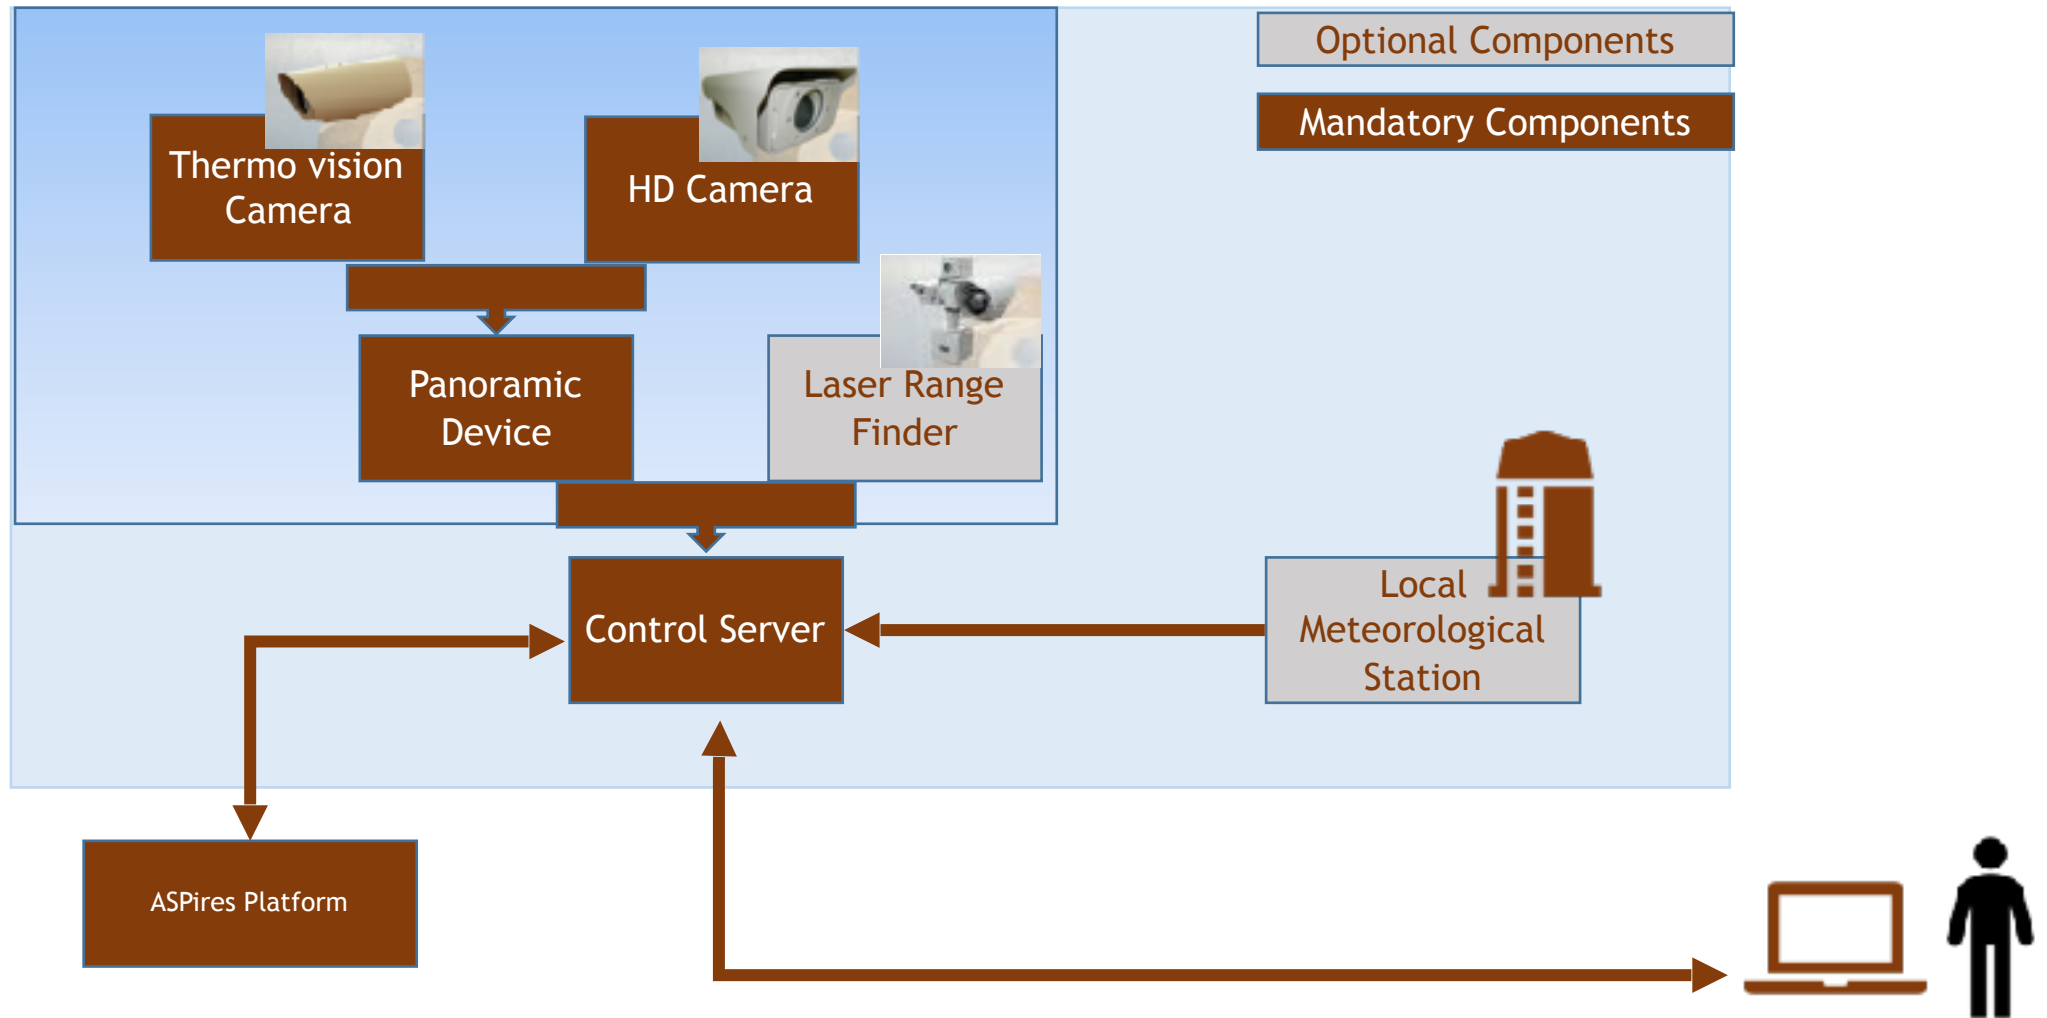 Optional Components
Mandatory Components
Thermo vision
Camera
HD Camera
Panoramic
Device
Laser Range
Finder
Control Server
Local
Meteorological
Station
ASPires Platform